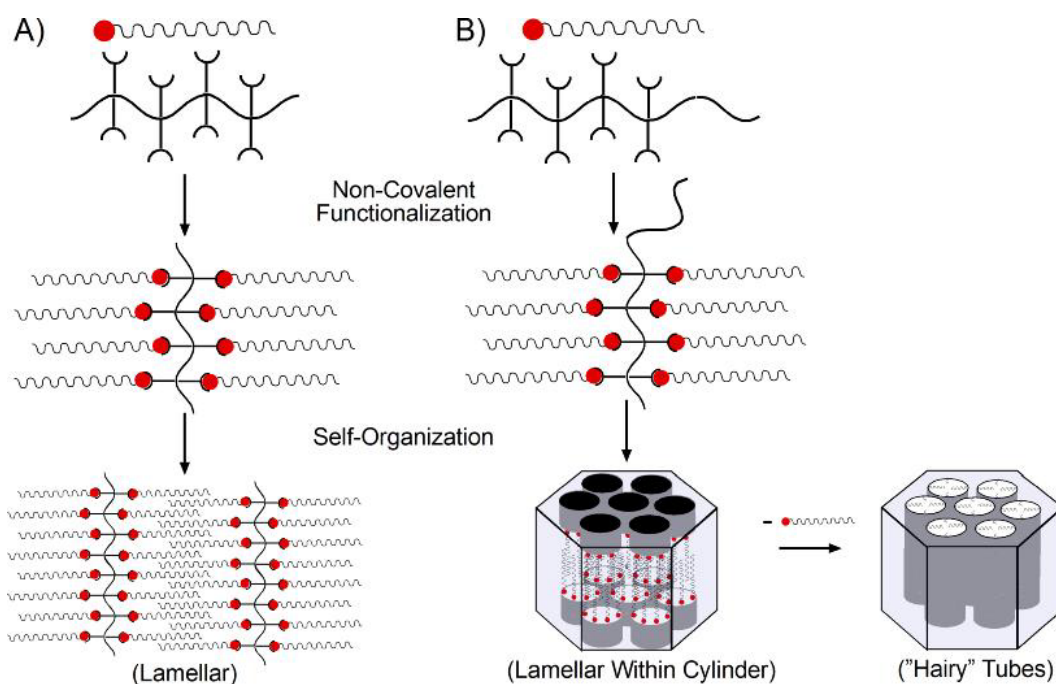 A)
B)
Non-Covalent
Functionalization
Self-Organization
-
(Lamellar)
(Lamellar Within Cylinder)
("Hairy" Tubes)